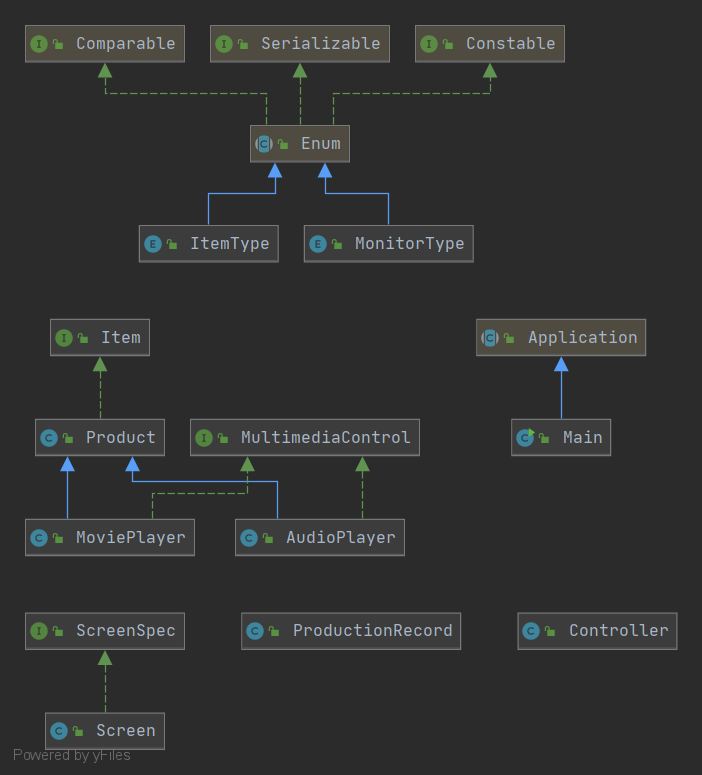 I Comparable
I Serializable
I Constable
C Enum
E ItemType
E MonitorType
I Item
C Application
C Product
I MultimediaControl
C Main
C MoviePlayer
C AudioPlayer
I ScreenSpec
C ProductionRecord
C Controller
C Screen
Powered by yFiles